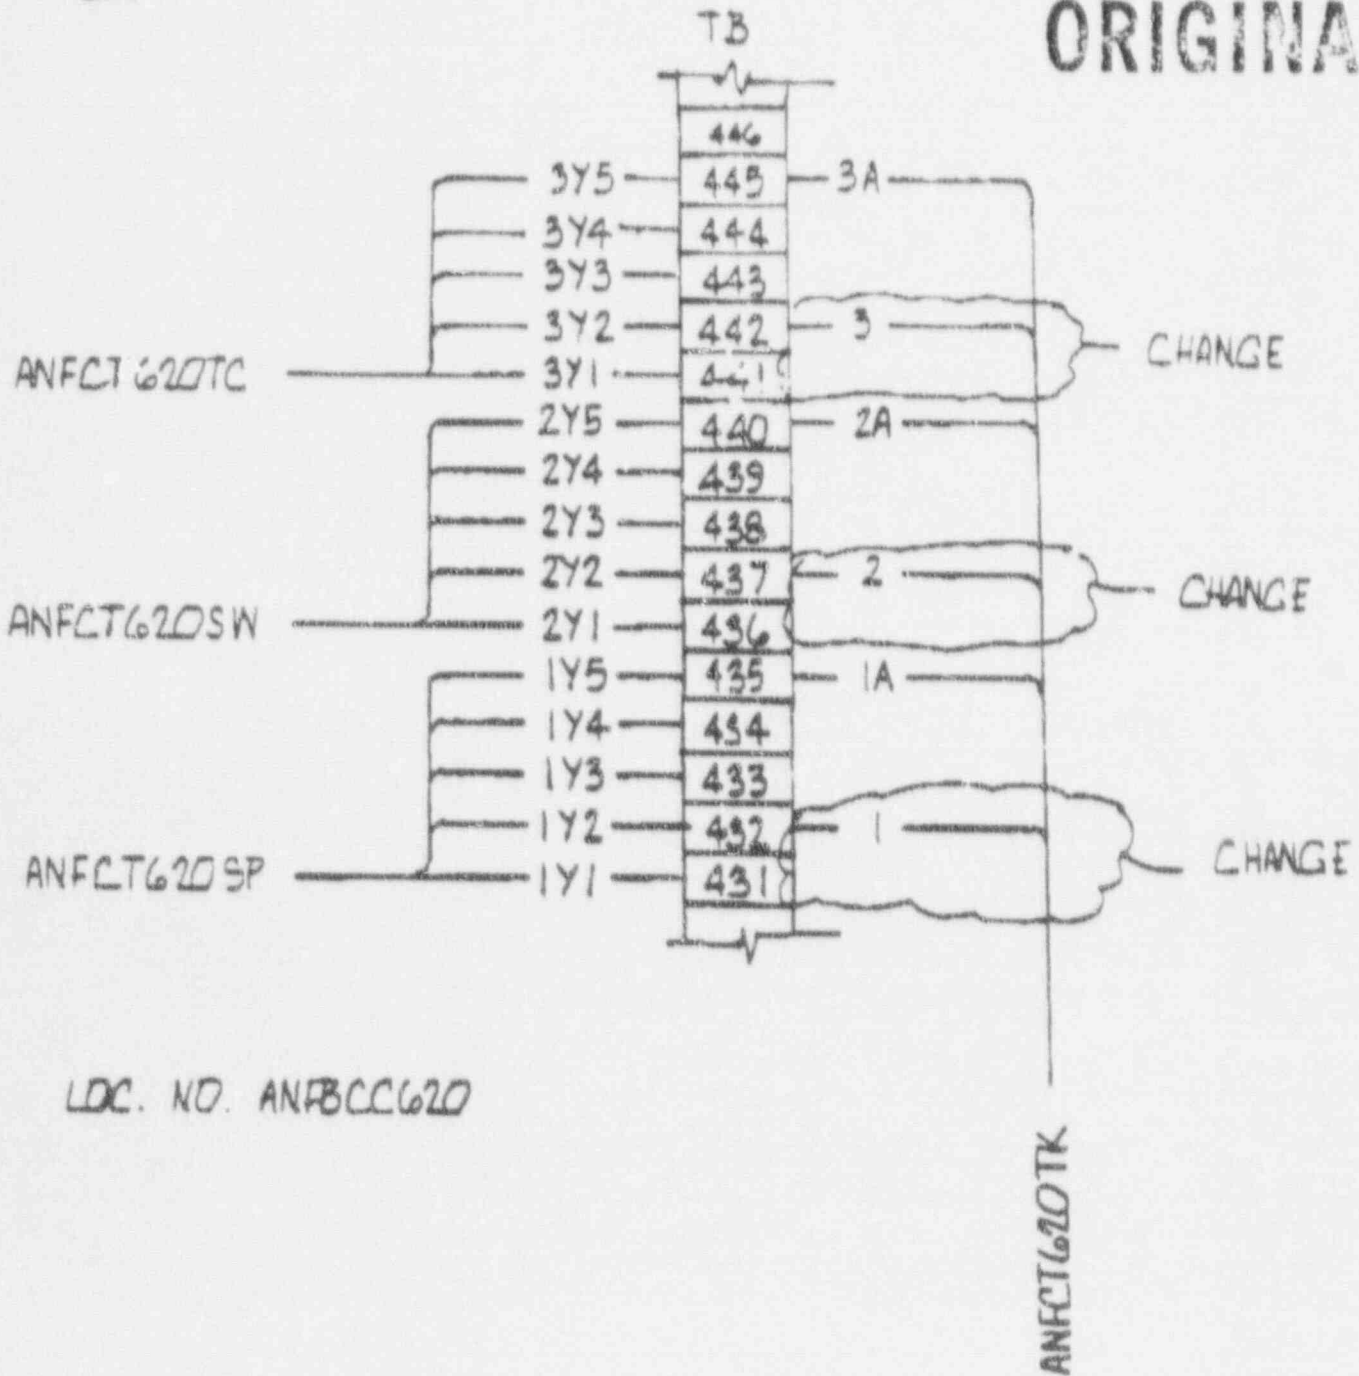 ORIGINA
TB
446
3Y5 445 3A
3Y4 444
3Y3 443
3Y2 442 3 CHANGE
ANFCT620TC 3Y1 441
2Y5 440 2A
2Y4 439
2Y3 438
2Y2 437 2 CHANGE
ANFCT620SW 2Y1 436
1Y5 435 1A
1Y4 434
1Y3 433
1Y2 432 1 CHANGE
ANFCT620SP 1Y1 431
LOC. NO. ANFBCC620
ANFCT620TK